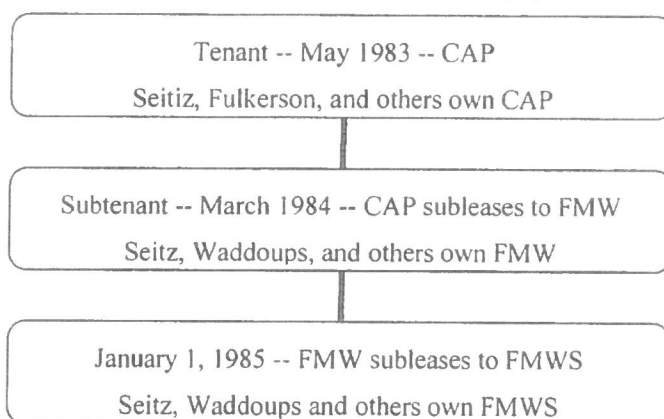 Tenant -- May 1983 -- CAP
Seitiz, Fulkerson, and others own CAP
Subtenant -- March 1984 -- CAP subleases to FMW
Seitz, Waddoups, and others own FMW
January 1, 1985 -- FMW subleases to FMWS
Seitz, Waddoups and others own FMWS